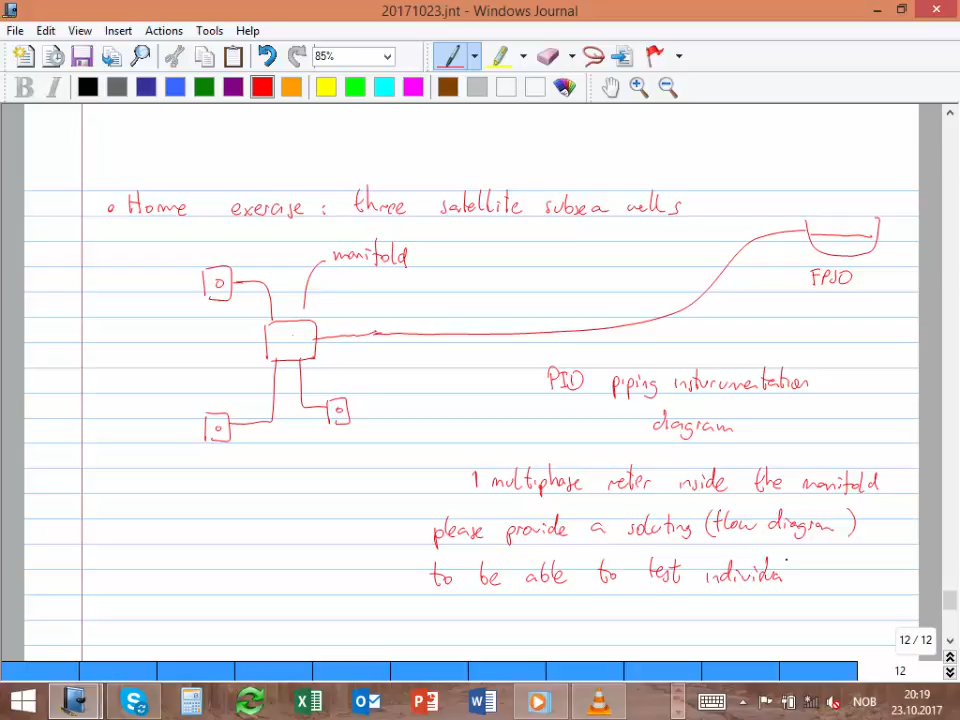 20171023.jnt - Windows Journal
File Edit View Insert Actions Tools Help
85%
B I
• Home exercise: three satellite subsea wells
manifold
FPSO
PID piping insturumentation
diagram
1 multiphase meter inside the manifold
please provide a solution (flow diagram)
to be able to test individua
12 / 12
12
NOB
20:19
23.10.2017